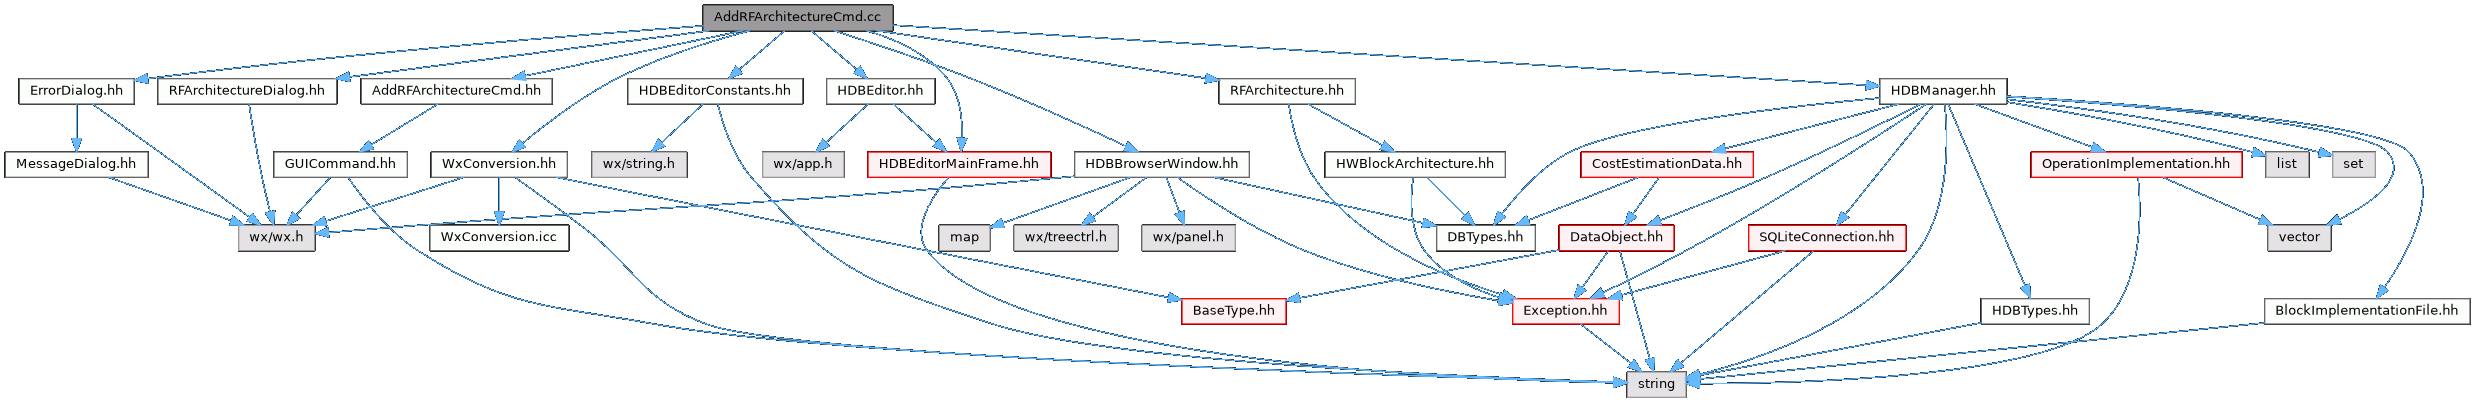 AddRFArchitectureCmd.cc
ErrorDialog.hh
RFArchitectureDialog.hh
AddRFArchitectureCmd.hh
HDBEditorConstants.hh
HDBEditor.hh
RFArchitecture.hh
HDBManager.hh
MessageDialog.hh
GUICommand.hh
WxConversion.hh
wx/string.h
wx/app.h
HDBEditorMainFrame.hh
HDBBrowserWindow.hh
HWBlockArchitecture.hh
CostEstimationData.hh
OperationImplementation.hh
list
set
wx/wx.h
WxConversion.icc
map
wx/treectrl.h
wx/panel.h
DBTypes.hh
DataObject.hh
SQLiteConnection.hh
vector
BaseType.hh
Exception.hh
HDBTypes.hh
BlockImplementationFile.hh
string